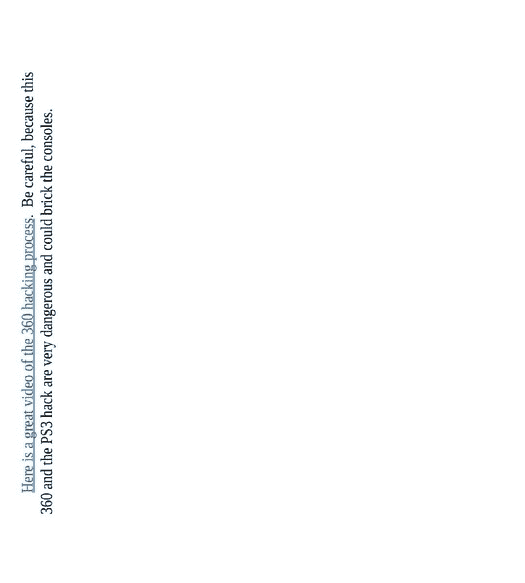 Here is a great video of the 360 hacking process.  Be careful, because this
360 and the PS3 hack are very dangerous and could brick the consoles.